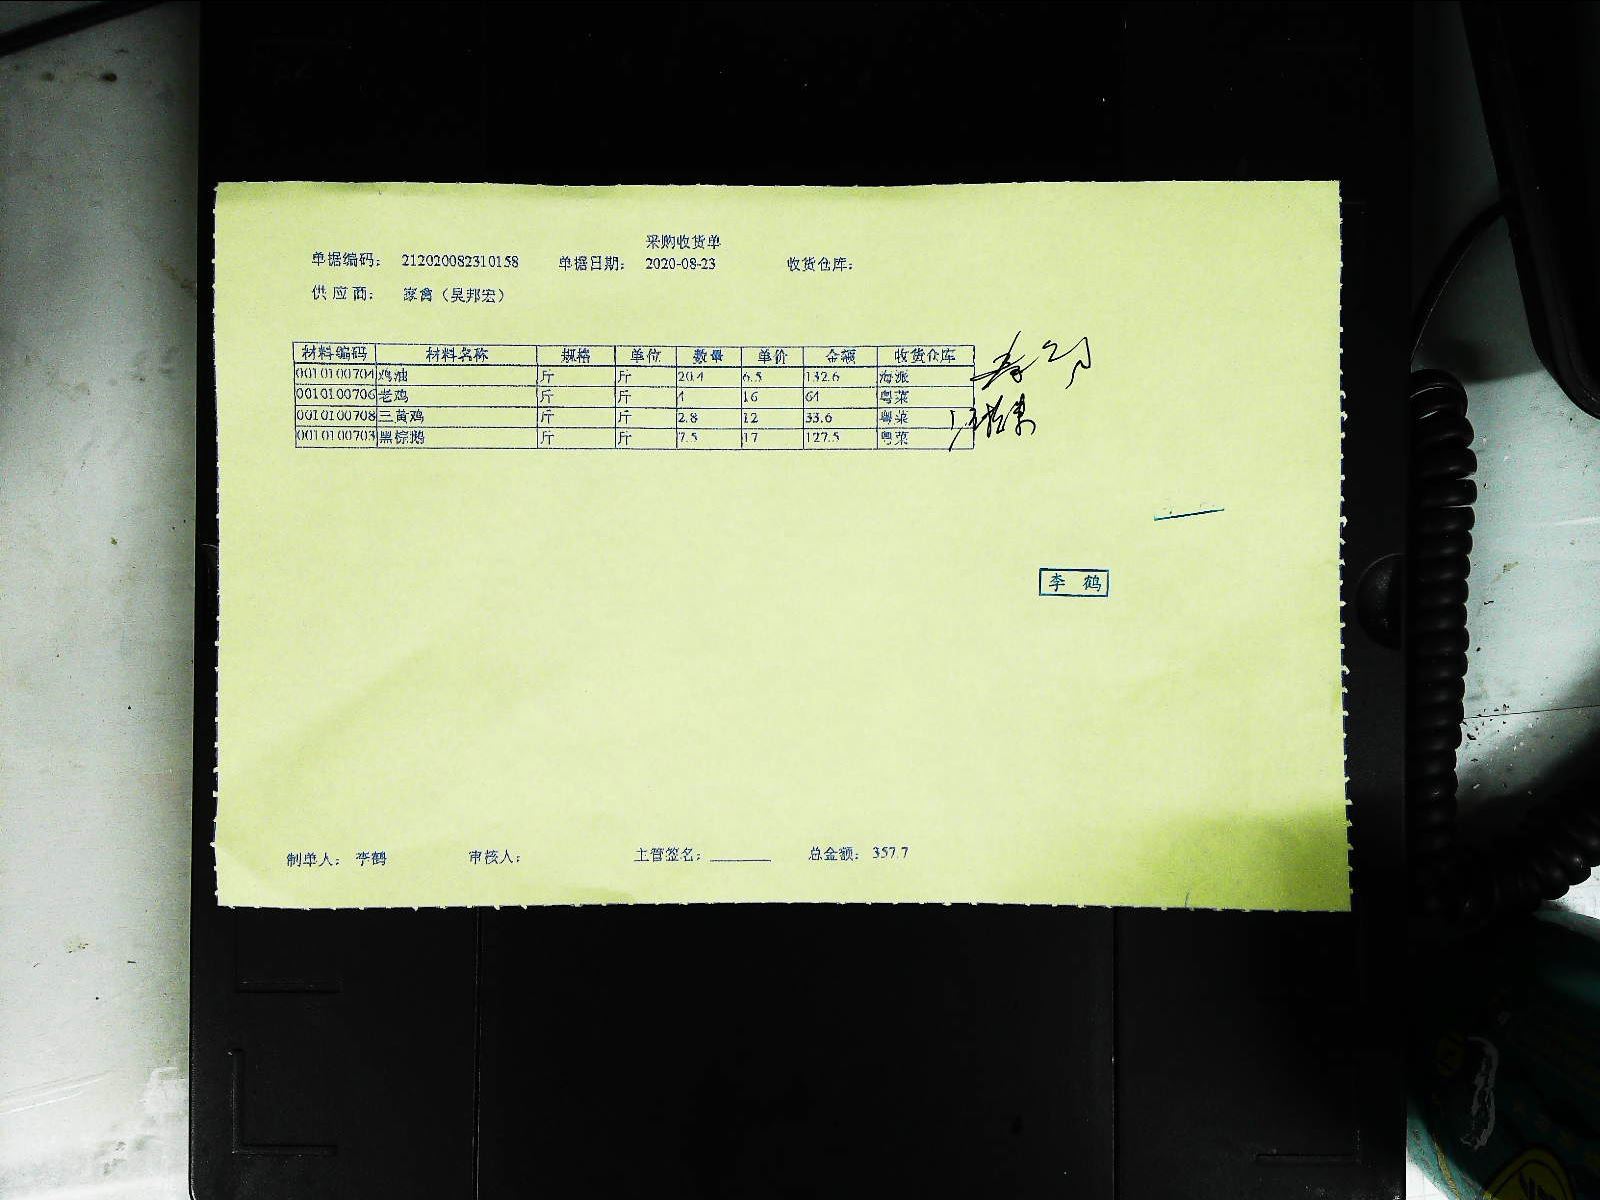 采购收货单
单据编码： 212020082310158 单据日期： 2020-08-23 收货仓库：
供应商： 家禽（吴邦宏）
材料编码 材料名称 规格 单位 数量 单价 金额 收货仓库
0010100704 鸡油 斤 斤 20.4 6.5 132.6 海派
0010100706 老鸡 斤 斤 4 16 64 粤菜
0010100708 三黄鸡 斤 斤 2.8 12 33.6 粤菜
0010100703 黑棕鹅 斤 斤 7.5 17 127.5 粤菜
李 鹤
制单人： 李鹤 审核人： 主管签名： 总金额： 357.7